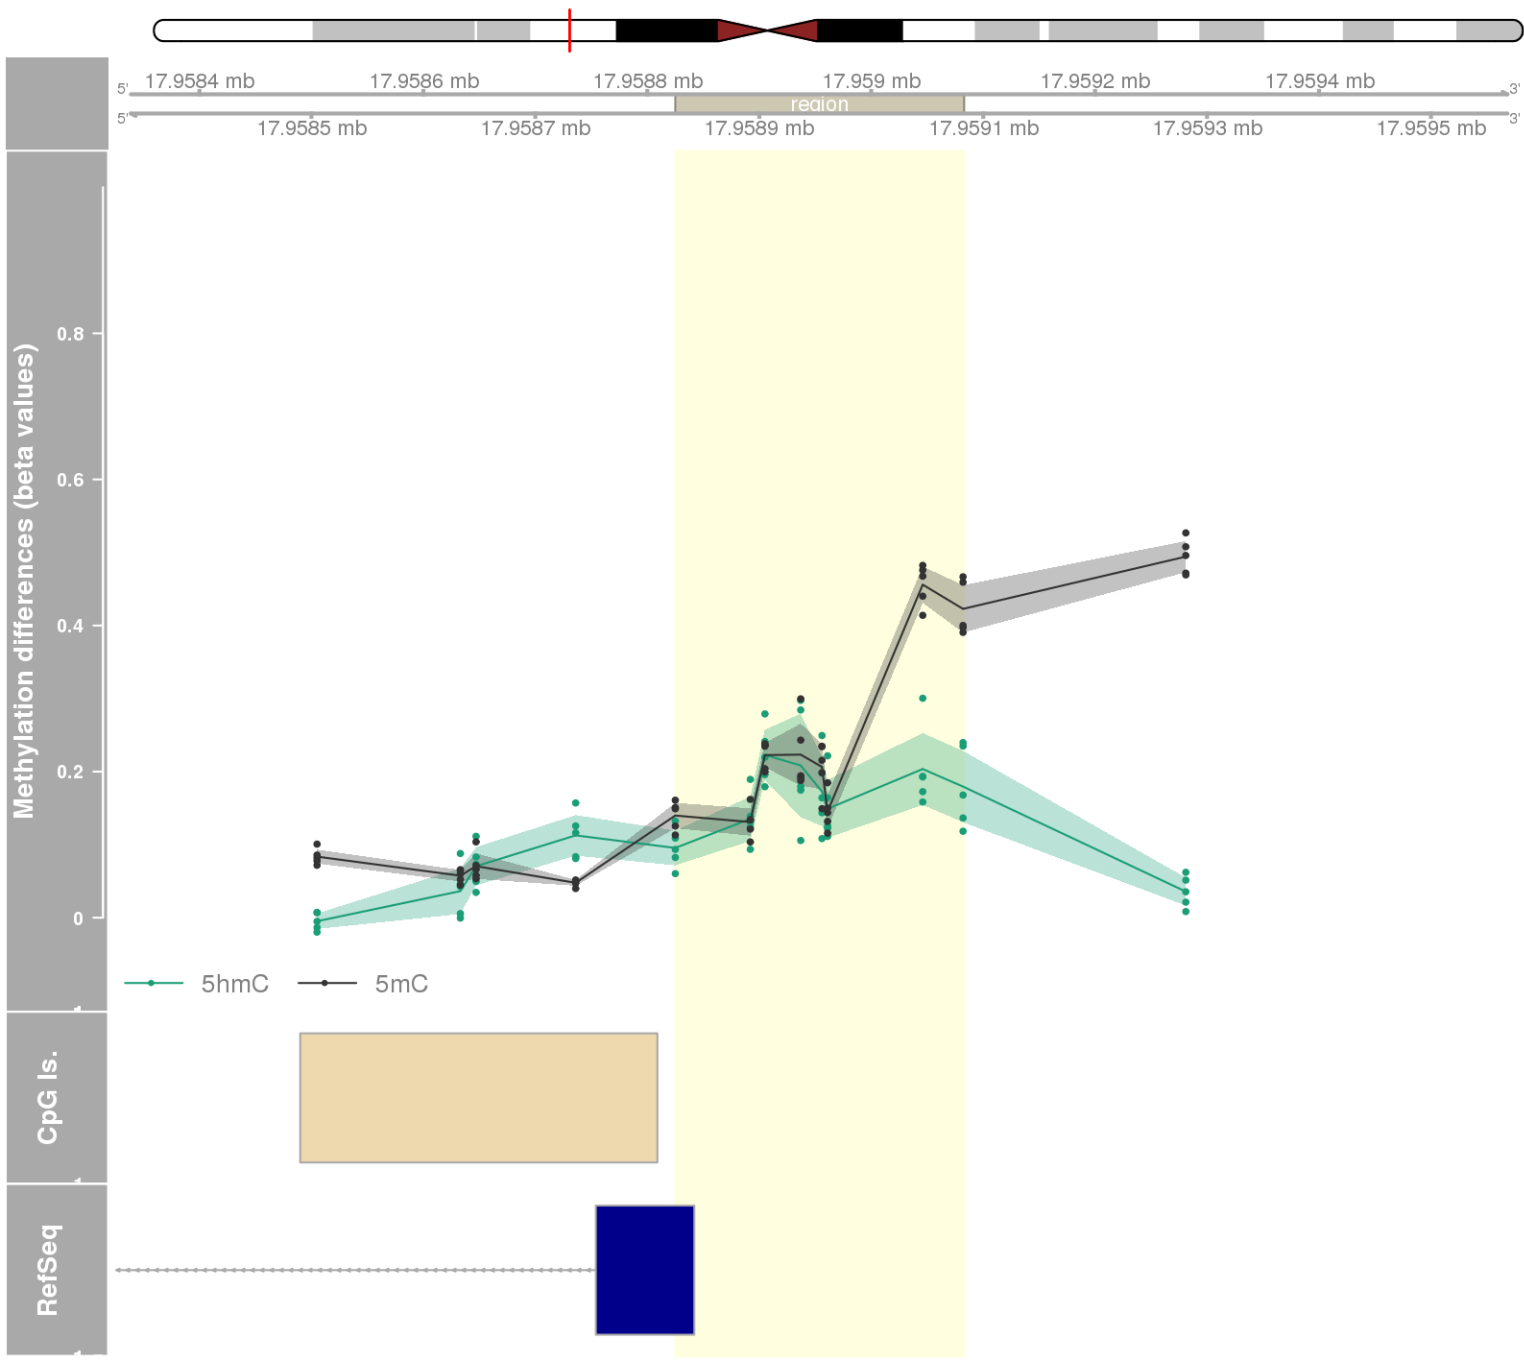 17.9584 mb 17.9586 mb 17.9588 mb 17.959 mb 17.9592 mb 17.9594 mb
5' 3'
region
5' 3'
17.9585 mb 17.9587 mb 17.9589 mb 17.9591 mb 17.9593 mb 17.9595 mb
Methylation differences (beta values)
0.8
0.6
0.4
0.2
0
5hmC 5mC
CpG Is.
RefSeq